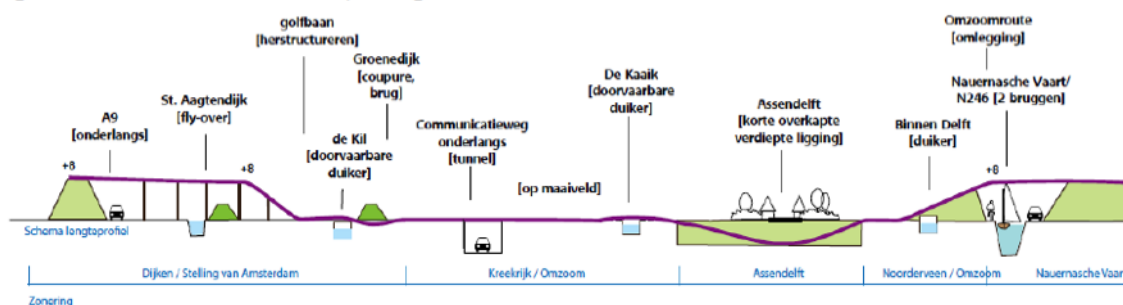 golfbaan
[herstructureren]
Omzoomroute
[omlegging]
Groenedijk
[coupure,
brug]
De Kaaik
[doorvaarbare
duiker]
Nauernasche Vaart/
N246 [2 bruggen]
St. Aagtendijk
[fly-over]
Assendelft
[korte overkapte
verdiepte ligging]
A9
[onderlangs]
Communicatieweg
onderlangs
[tunnel]
Binnen Delft
[duiker]
de Kil
[doorvaarbare
duiker]
+8
+8
+8
[op maaiveld]
Schema lengteprofiel
Dijken / Stelling van Amsterdam
Kreekrijk / Omzoom
Assendelft
Noorderveen / Omzoom
Nauernasche Vaar
Zonering